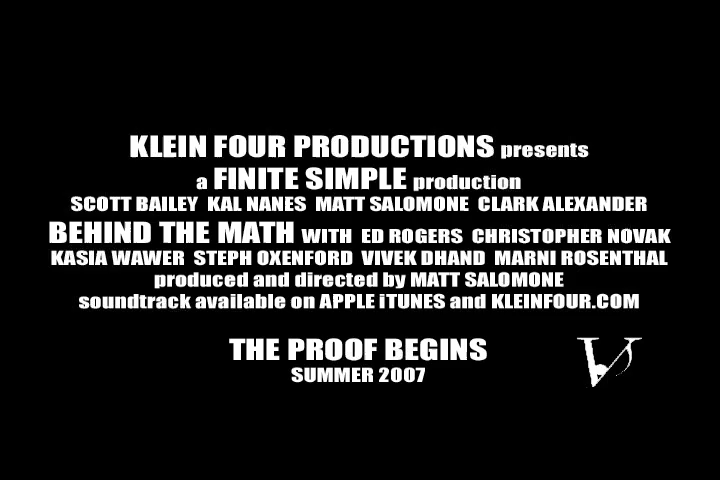 KLEIN FOUR PRODUCTIONS presents
a FINITE SIMPLE production
SCOTT BAILEY KAL NANES MATT SALOMONE CLARK ALEXANDER
BEHIND THE MATH WITH ED ROGERS CHRISTOPHER NOVAK
KASIA WAWER STEPH OXENFORD VIVEK DHAND MARNI ROSENTHAL
produced and directed by MATT SALOMONE
soundtrack available on APPLE iTUNES and KLEINFOUR.COM
THE PROOF BEGINS
SUMMER 2007